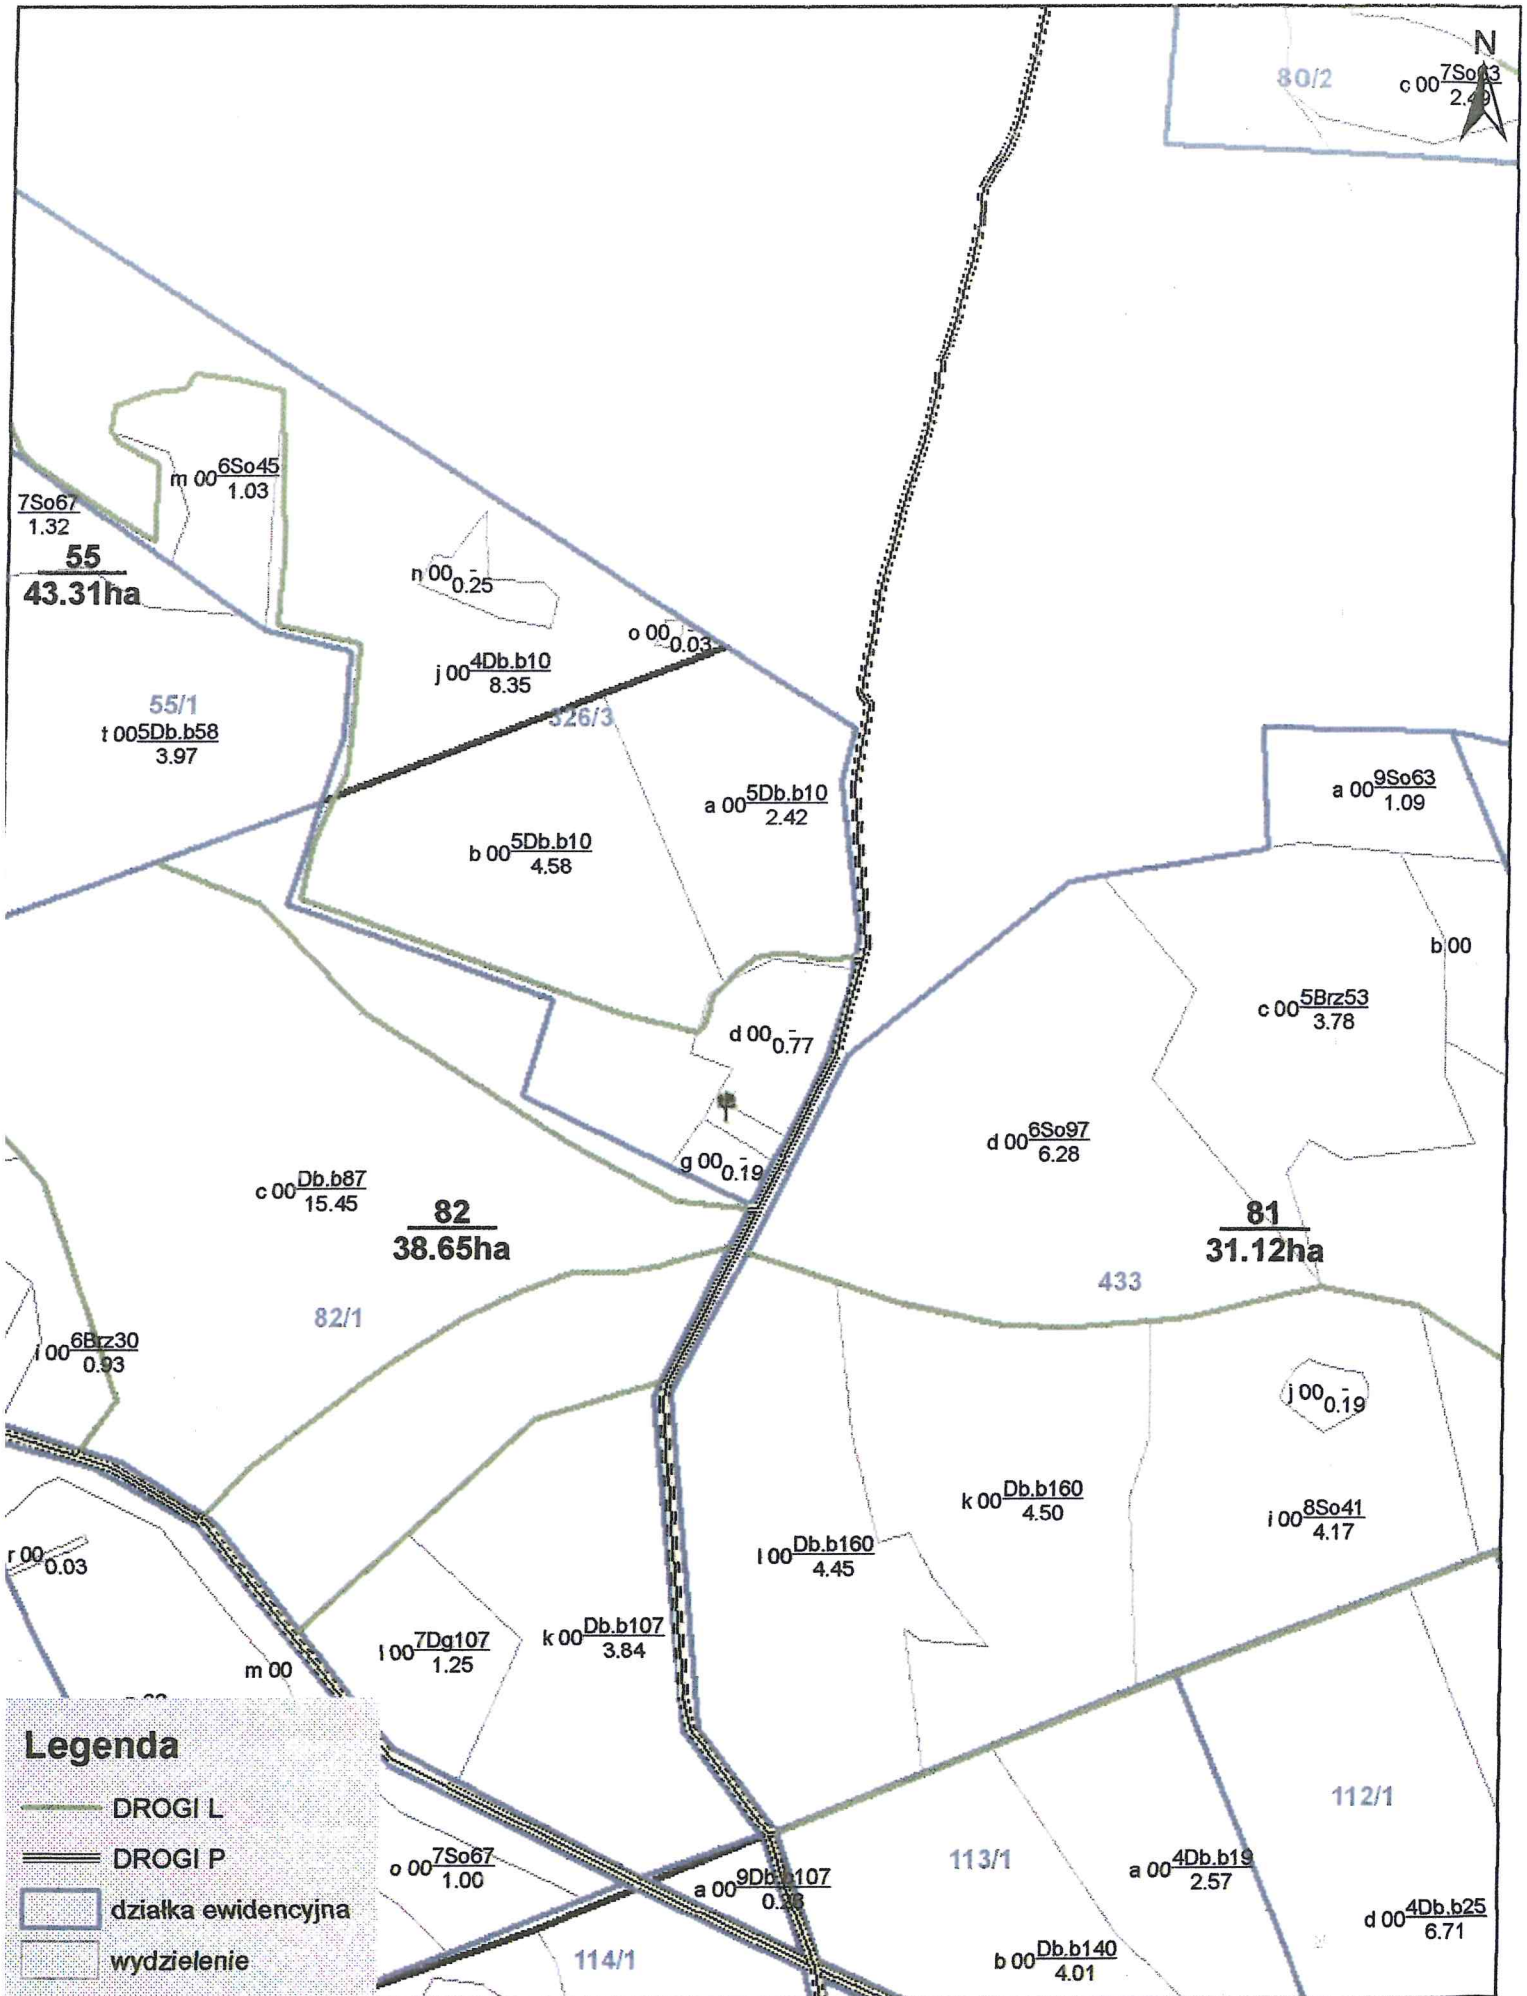 N
80/2
c 00 7So63
2.49
m 00 6So45
1.03
7So67
1.32
55
43.31ha
n 00 -
0.25
o 00 -
0.03
j 00 4Db.b10
8.35
55/1
326/3
t 00 5Db.b58
3.97
a 00 5Db.b10
2.42
a 00 9So63
1.09
b 00 5Db.b10
4.58
b 00
c 00 5Brz53
3.78
d 00 -
0.77
d 00 6So97
6.28
g 00 -
0.19
c 00 Db.b87
15.45
82
38.65ha
81
31.12ha
433
82/1
i 00 6Brz30
0.93
j 00 -
0.19
k 00 Db.b160
4.50
i 00 8So41
4.17
l 00 Db.b160
4.45
r 00 -
0.03
k 00 Db.b107
3.84
l 00 7Dg107
1.25
m 00
Legenda
DROGI L
DROGI P
działka ewidencyjna
wydzielenie
112/1
113/1
o 00 7So67
1.00
a 00 9Db.b107
a 00 4Db.b19
2.57
d 00 4Db.b25
6.71
b 00 Db.b140
4.01
114/1